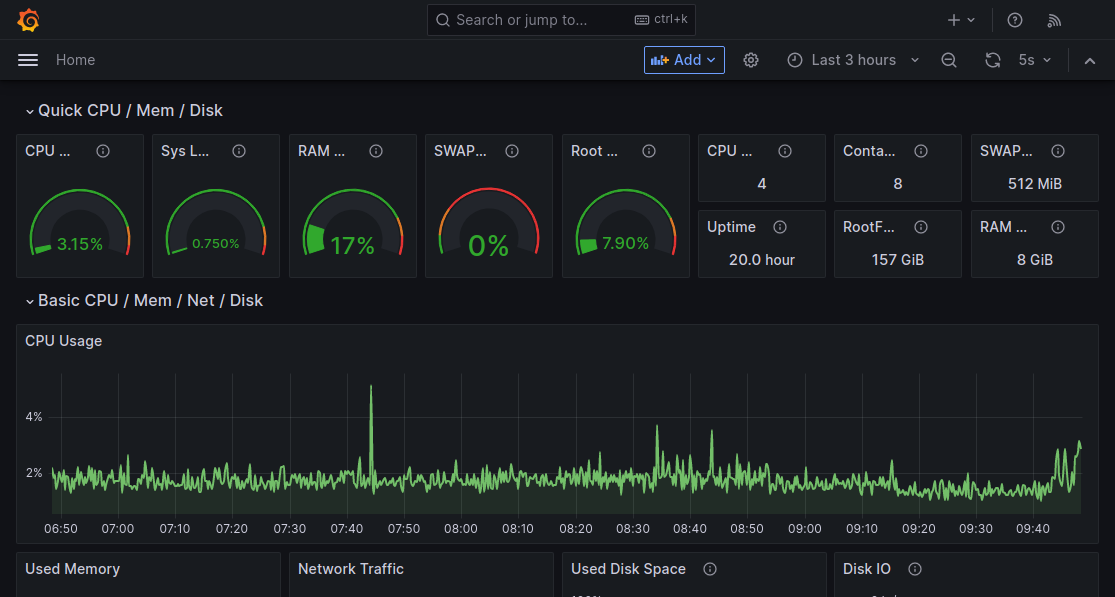 Search or jump to... ctrl+k
Home Add Last 3 hours 5s
Quick CPU / Mem / Disk
CPU ... Sys L... RAM ... SWAP... Root ... CPU ... Conta... SWAP...
4 8 512 MiB
Uptime RootF... RAM ...
3.15% 0.750% 17% 0% 7.90%
20.0 hour 157 GiB 8 GiB
Basic CPU / Mem / Net / Disk
CPU Usage
4%
2%
06:50 07:00 07:10 07:20 07:30 07:40 07:50 08:00 08:10 08:20 08:30 08:40 08:50 09:00 09:10 09:20 09:30 09:40
Used Memory Network Traffic Used Disk Space Disk IO